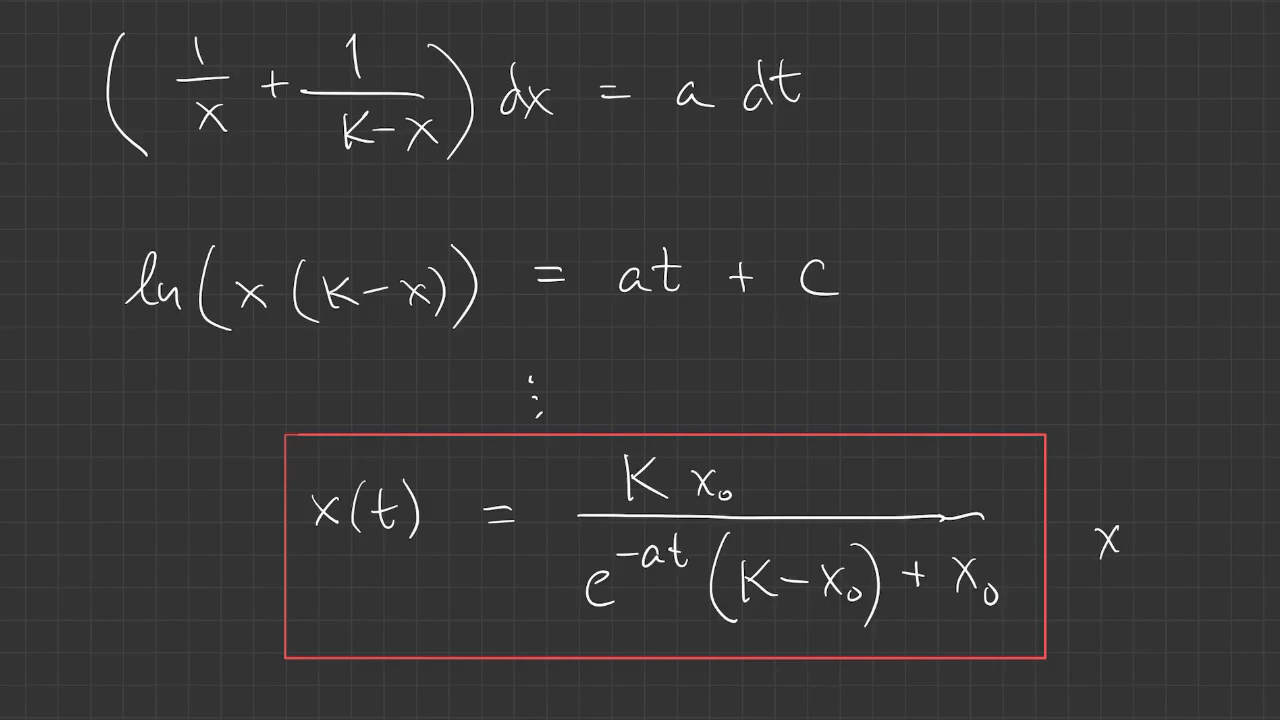 (1/x + 1/(K-x)) dx = a dt
ln(x(K-x)) = at + c
⋮
x(t) = K x₀ / (e^{-at}(K-x₀) + x₀) x